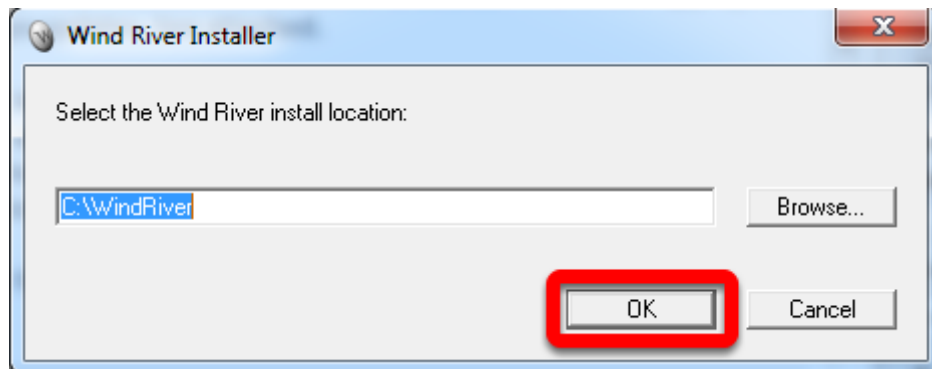 Wind River Installer
Select the Wind River install location:
C:\WindRiver
Browse...
OK
Cancel